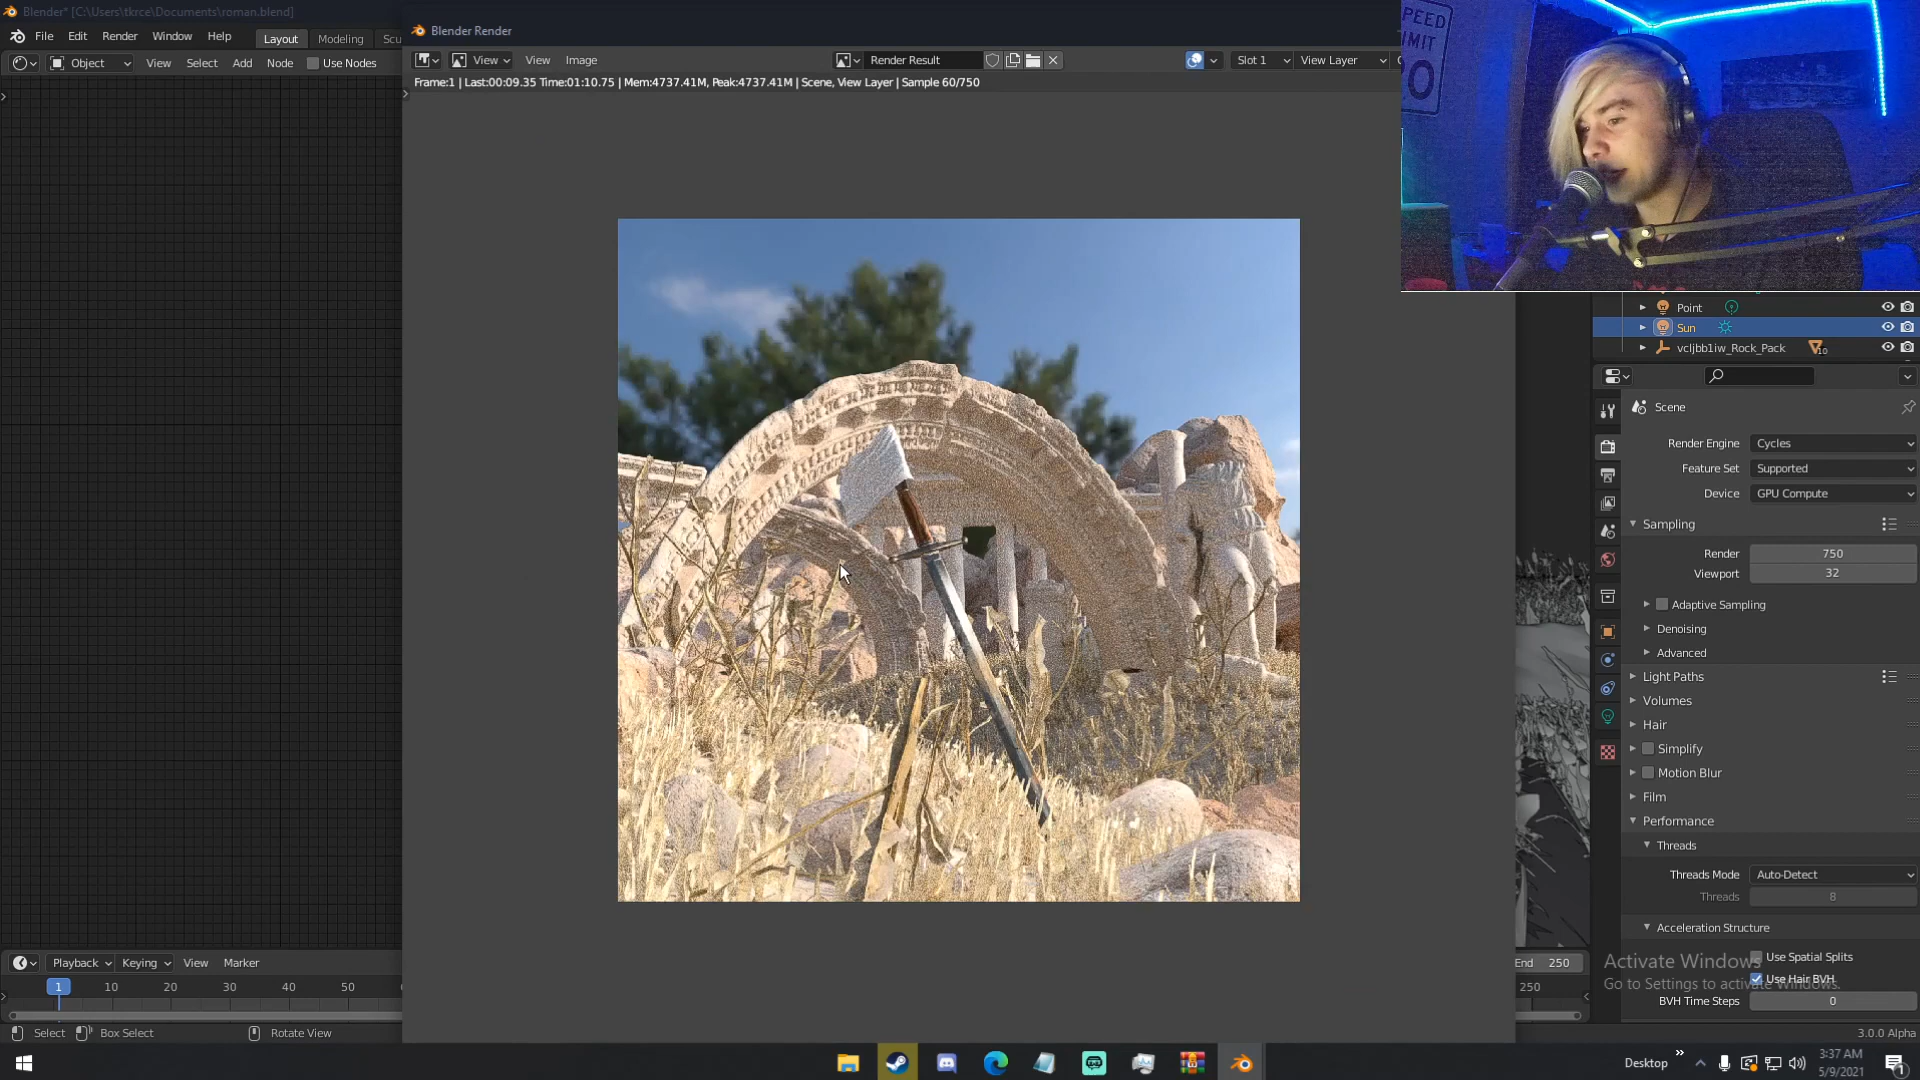 Blender* [C:\Users\tkrce\Documents\roman.blend]
File Edit Render Window Help Layout Modeling Scu
Object View Select Add Node Use Nodes
Blender Render
View View Image Render Result Slot 1 View Layer
Frame:1 | Last:00:09.35 Time:01:10.75 | Mem:4737.41M, Peak:4737.41M | Scene, View Layer | Sample 60/750
SPEED
LIMIT
Point
Sun
vcljbb1iw_Rock_Pack 10
Scene
Render Engine Cycles
Feature Set Supported
Device GPU Compute
Sampling
Render 750
Viewport 32
Adaptive Sampling
Denoising
Advanced
Light Paths
Volumes
Hair
Simplify
Motion Blur
Film
Performance
Threads
Threads Mode Auto-Detect
Threads 8
Acceleration Structure
Use Spatial Splits
Use Hair BVH
BVH Time Steps 0
Activate Windows
Go to Settings to activate Windows.
Playback Keying View Marker
End 250
1 10 20 30 40 50 250
Select Box Select Rotate View
3.0.0 Alpha
Desktop
3:37 AM
5/9/2021
1